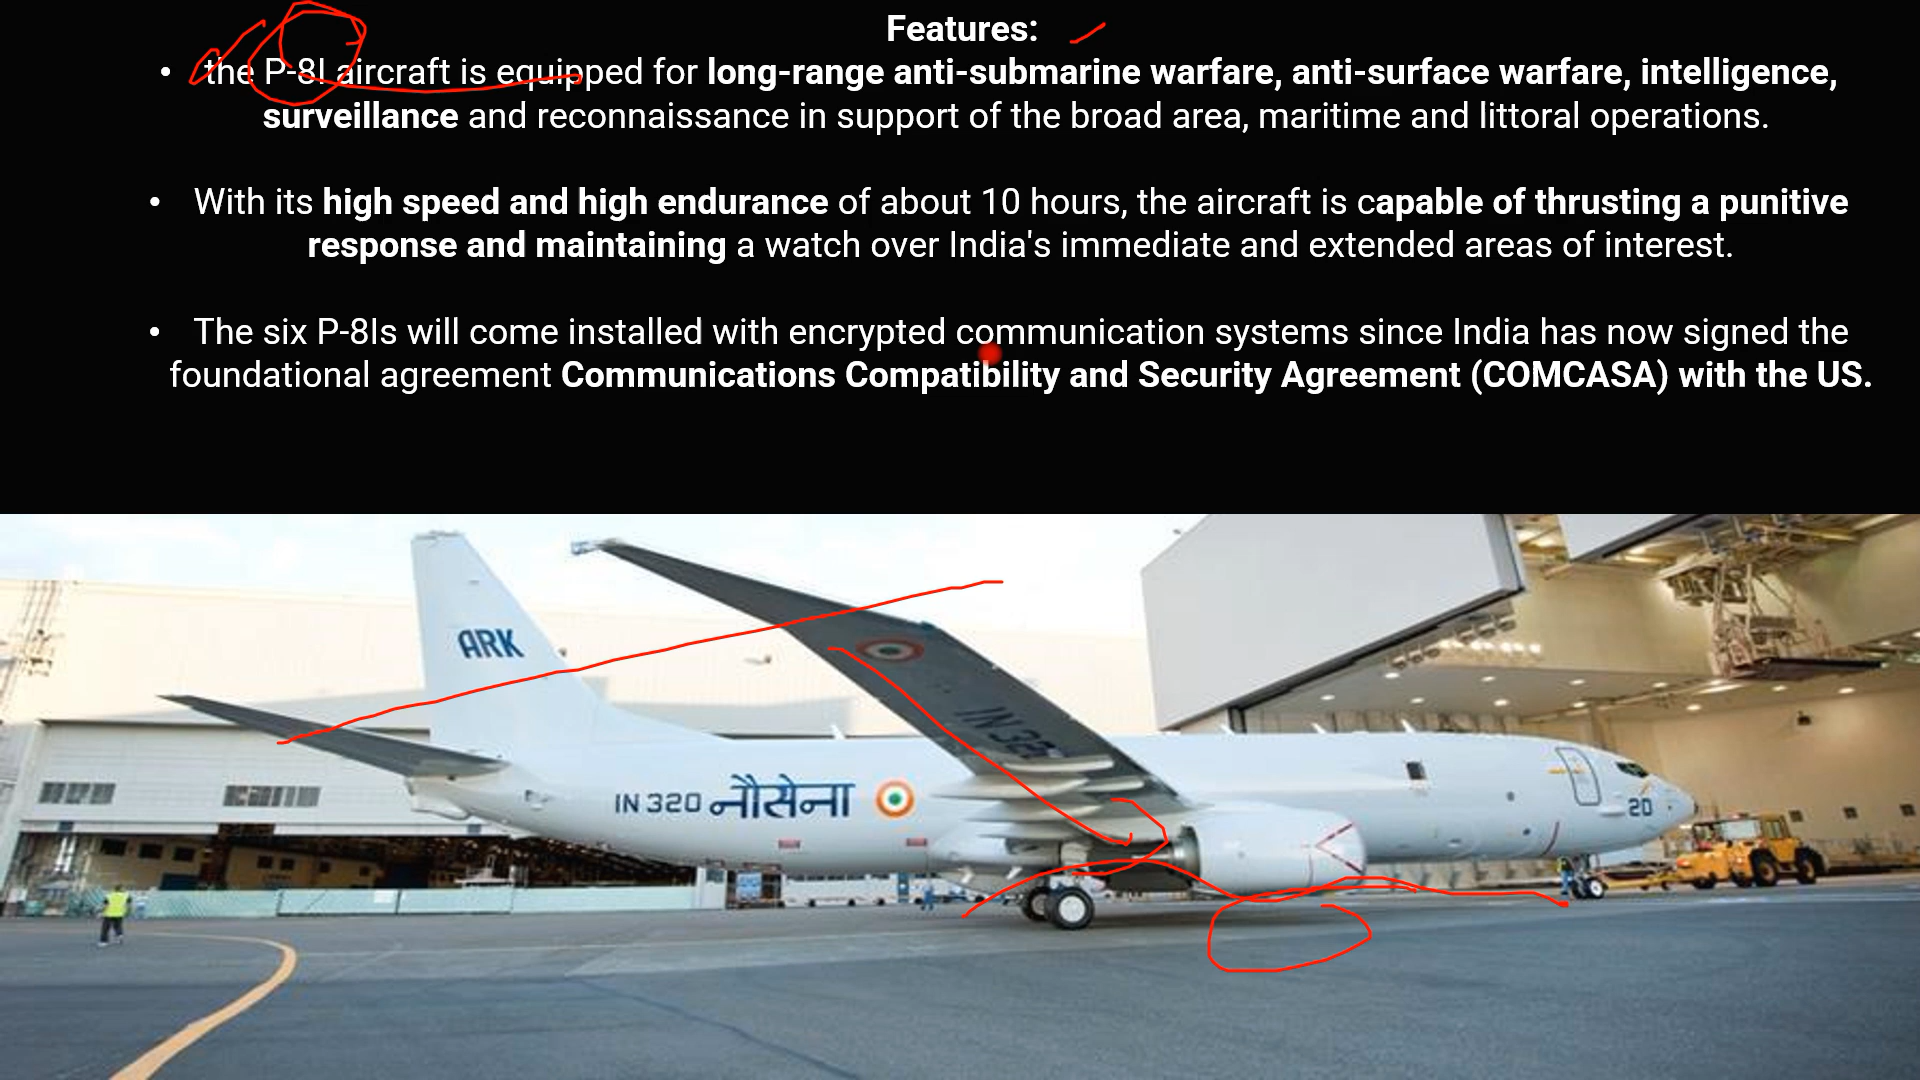 Features:
• the P-8I aircraft is equipped for long-range anti-submarine warfare, anti-surface warfare, intelligence,
surveillance and reconnaissance in support of the broad area, maritime and littoral operations.
• With its high speed and high endurance of about 10 hours, the aircraft is capable of thrusting a punitive
response and maintaining a watch over India's immediate and extended areas of interest.
• The six P-8Is will come installed with encrypted communication systems since India has now signed the
foundational agreement Communications Compatibility and Security Agreement (COMCASA) with the US.
ARK
IN 320 नौसेना
20